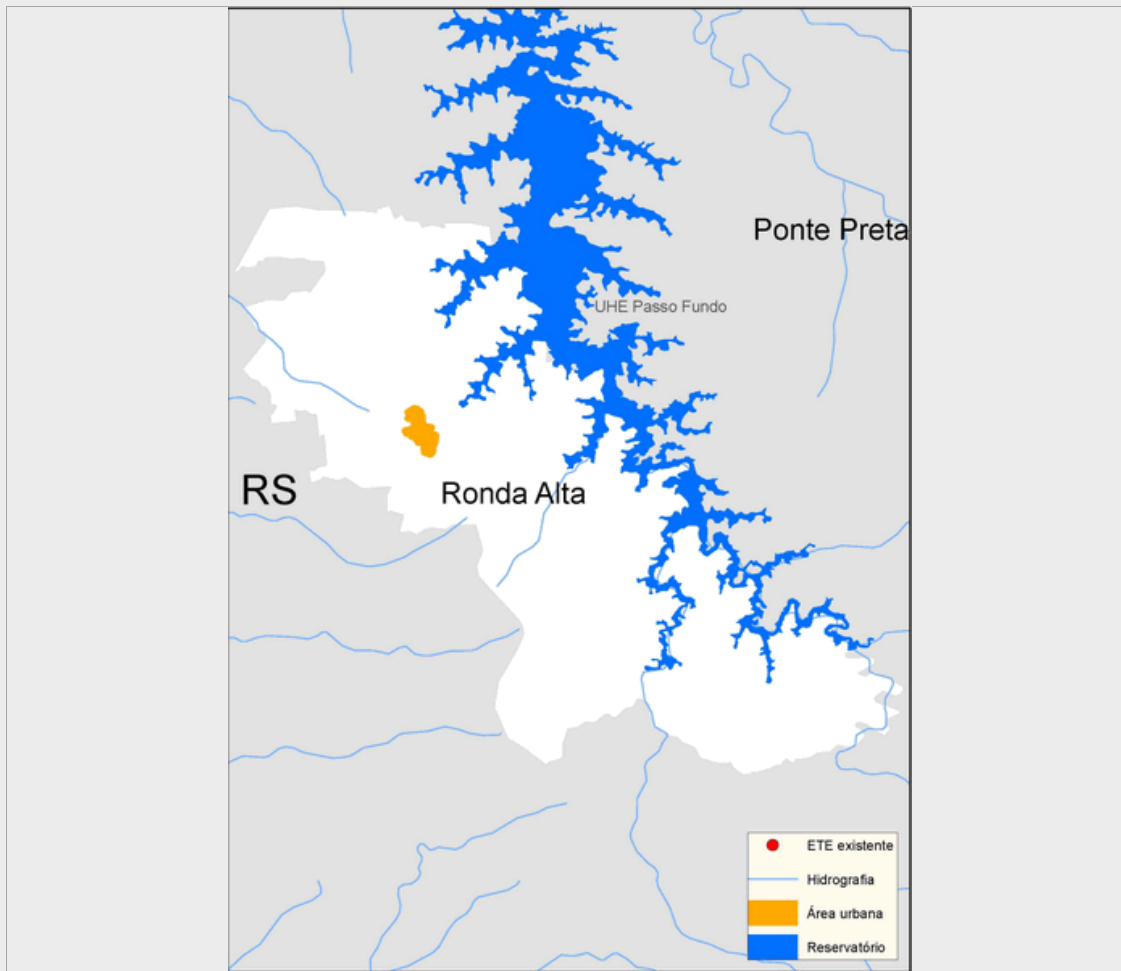 Ponte Preta
UHE Passo Fundo
RS
Ronda Alta
ETE existente
Hidrografia
Área urbana
Reservatório